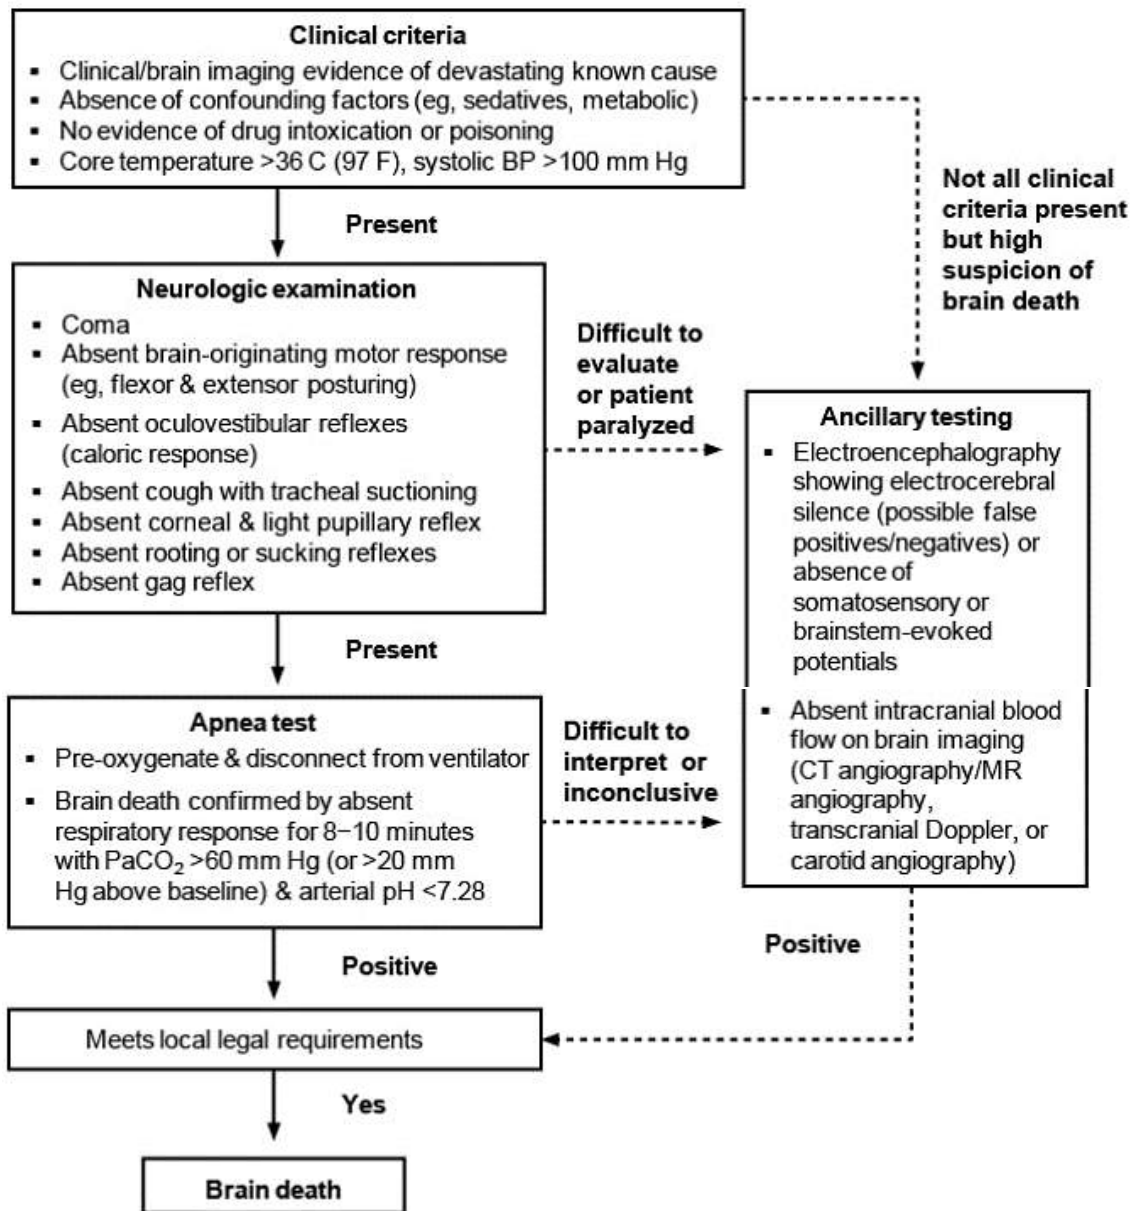 Clinical criteria
▪ Clinical/brain imaging evidence of devastating known cause
▪ Absence of confounding factors (eg, sedatives, metabolic)
▪ No evidence of drug intoxication or poisoning
▪ Core temperature >36 C (97 F), systolic BP >100 mm Hg
Not all clinical
criteria present
but high
suspicion of
brain death
Present
Neurologic examination
▪ Coma
▪ Absent brain-originating motor response
(eg, flexor & extensor posturing)
▪ Absent oculovestibular reflexes
(caloric response)
▪ Absent cough with tracheal suctioning
▪ Absent corneal & light pupillary reflex
▪ Absent rooting or sucking reflexes
▪ Absent gag reflex
Difficult to
evaluate
or patient
paralyzed
Ancillary testing
▪ Electroencephalography
showing electrocerebral
silence (possible false
positives/negatives) or
absence of
somatosensory or
brainstem-evoked
potentials
▪ Absent intracranial blood
flow on brain imaging
(CT angiography/MR
angiography,
transcranial Doppler, or
carotid angiography)
Present
Apnea test
▪ Pre-oxygenate & disconnect from ventilator
▪ Brain death confirmed by absent
respiratory response for 8–10 minutes
with PaCO₂ >60 mm Hg (or >20 mm
Hg above baseline) & arterial pH <7.28
Difficult to
interpret or
inconclusive
Positive
Positive
Meets local legal requirements
Yes
Brain death